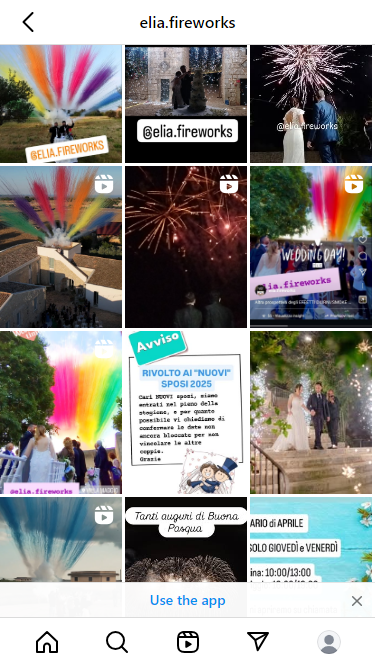 elia.fireworks
@ELIA.FIREWORKS
@elia.fireworks
@elia.fireworks
WEDDING DAY!
ia.fireworks
elia.fireworks
Avviso
RIVOLTO AI "NUOVI"
SPOSI 2025
Cari NUOVI sposi, siamo
entrati nel pieno della
stagione, e per quanto
possibile vi chiediamo
di confermare le date non
ancora bloccate per non
vincolare le altre
coppie.
Grazie
Tanti auguri di Buona
Pasqua
ARIO di APRILE
SOLO GIOVEDÌ e VENERDÌ
ina: 10:00/13:00
Use the app